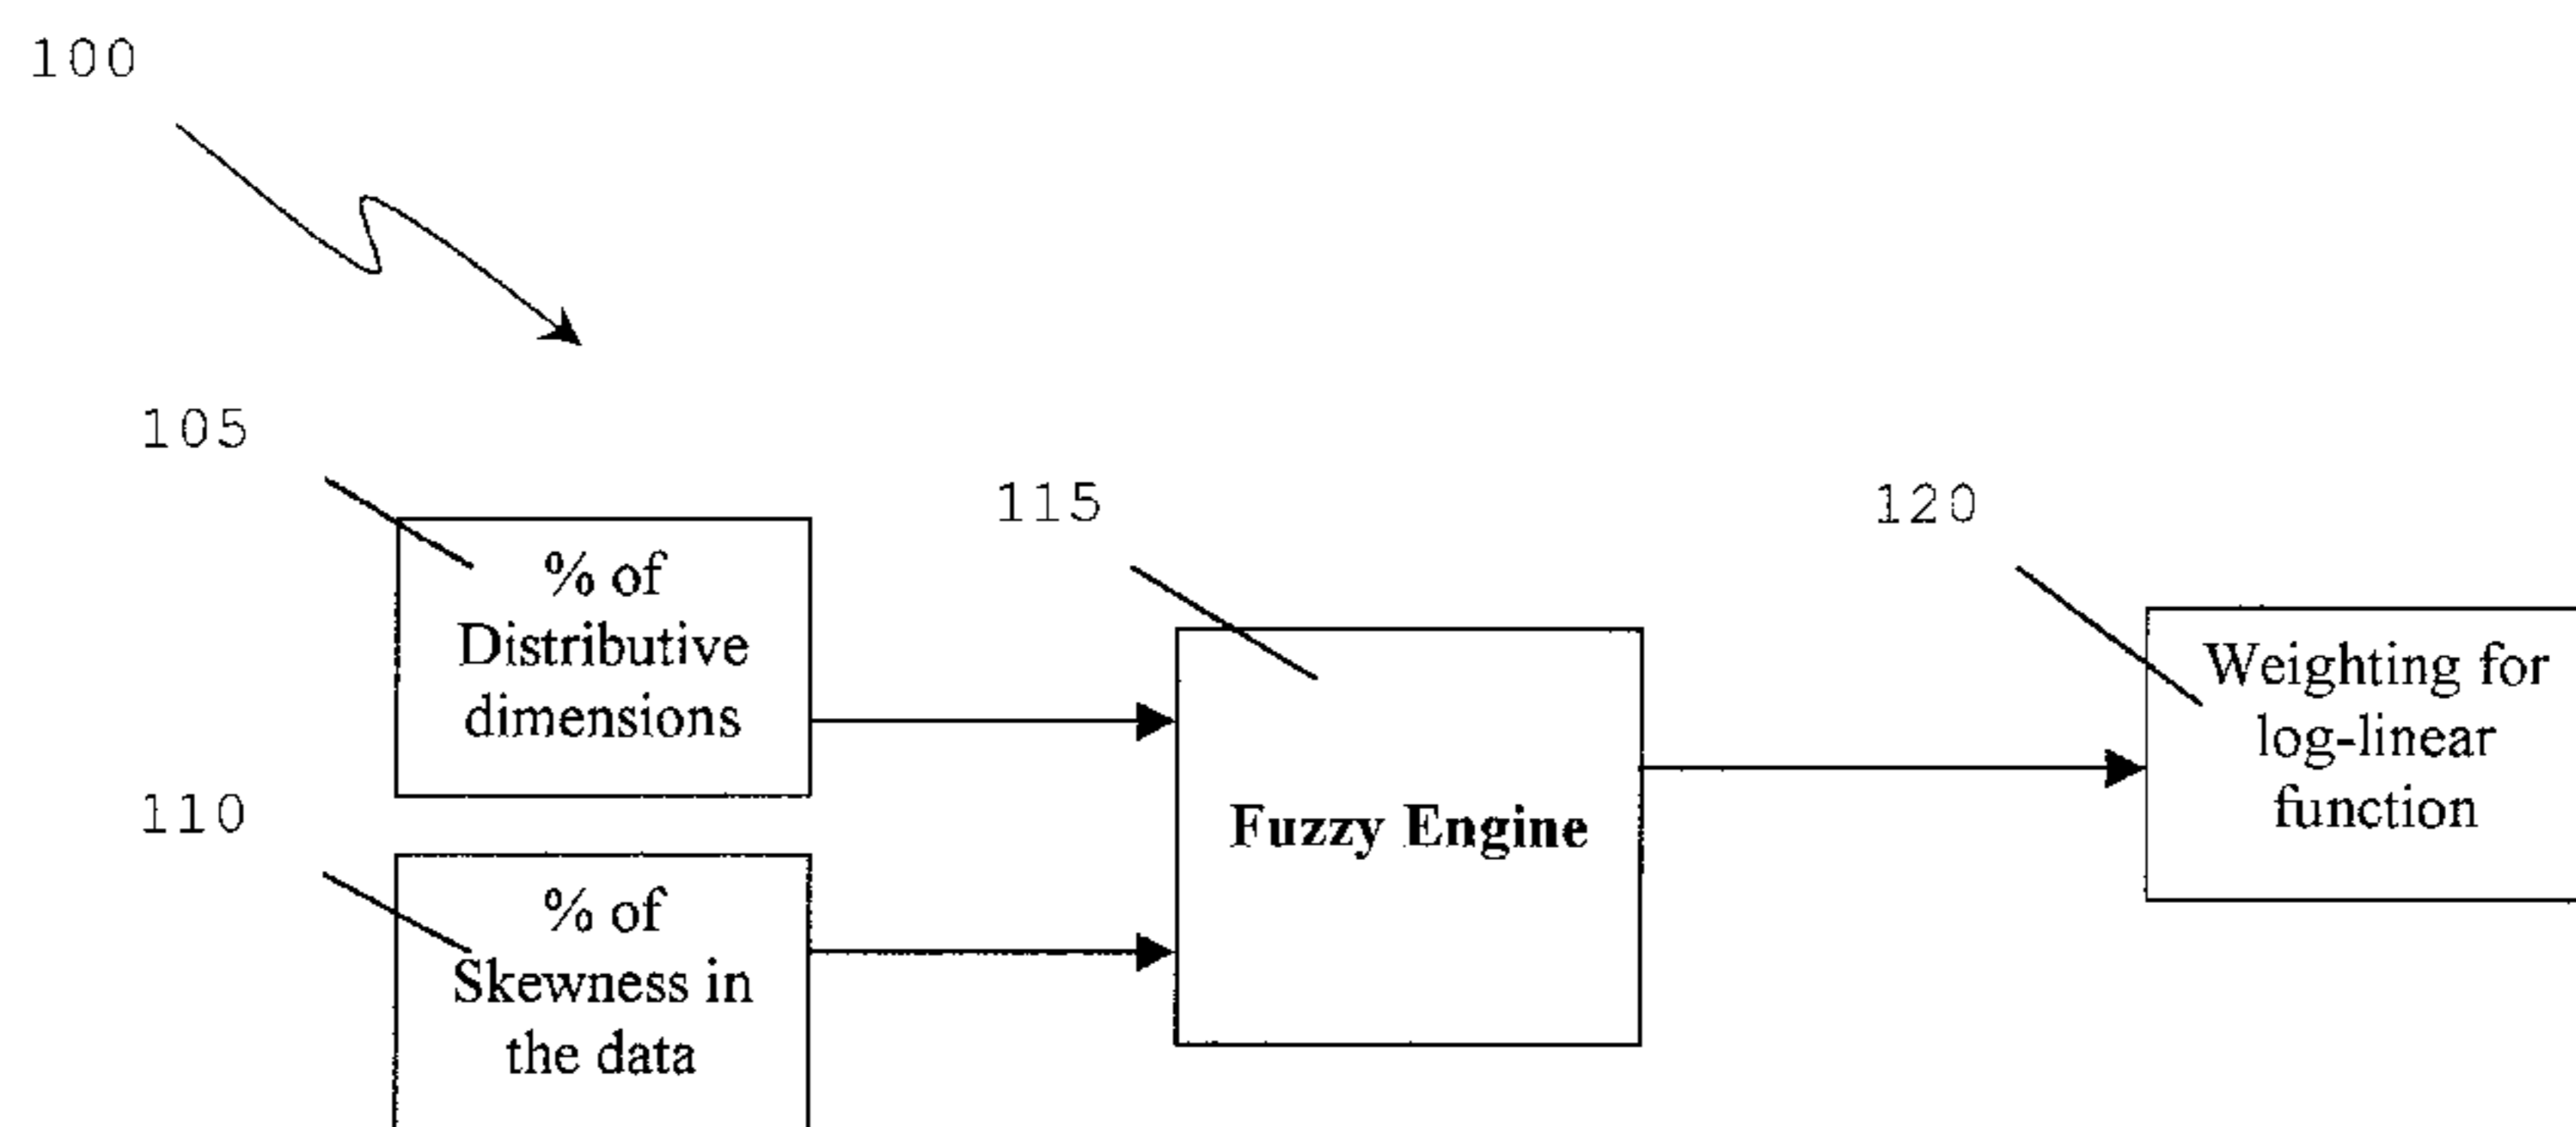 100
105
% of
Distributive
dimensions
110
% of
Skewness in
the data
115
Fuzzy Engine
120
Weighting for
log-linear
function